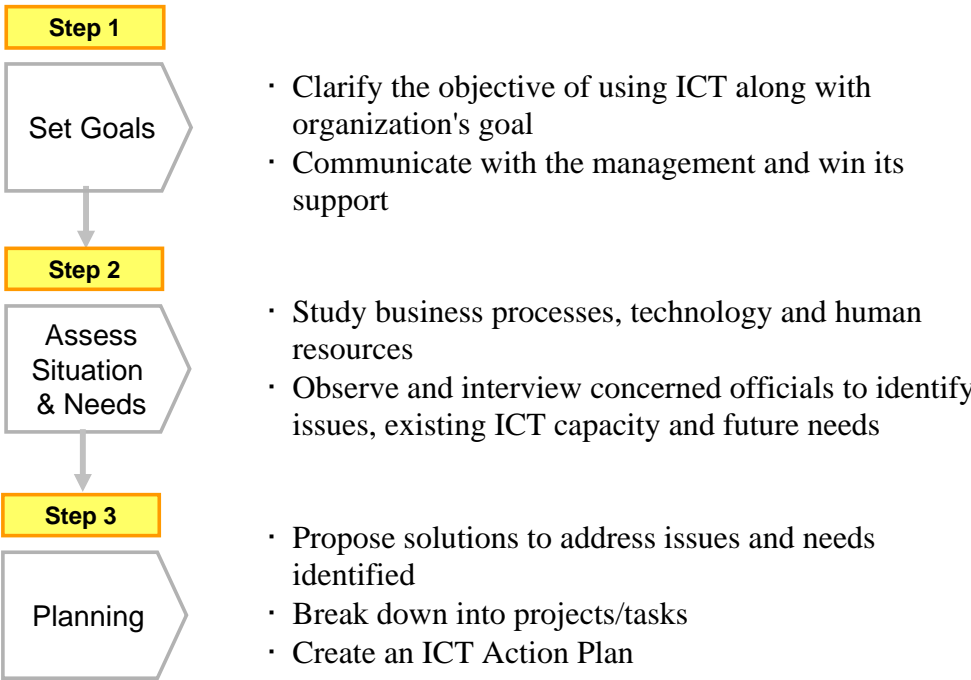 Step 1
Set Goals
· Clarify the objective of using ICT along with
organization's goal
· Communicate with the management and win its
support
Step 2
Assess
Situation
& Needs
· Study business processes, technology and human
resources
· Observe and interview concerned officials to identify
issues, existing ICT capacity and future needs
Step 3
Planning
· Propose solutions to address issues and needs
identified
· Break down into projects/tasks
· Create an ICT Action Plan